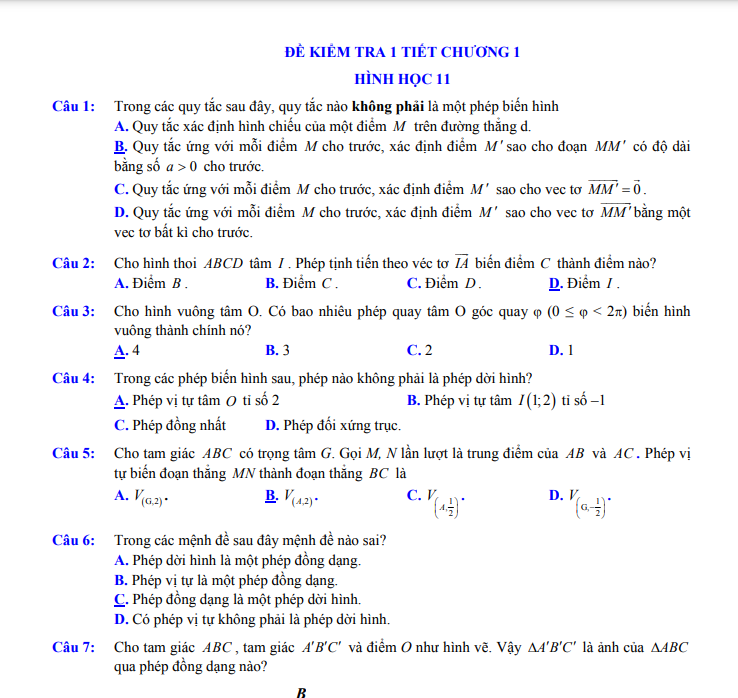 ĐỀ KIỂM TRA 1 TIẾT CHƯƠNG 1
HÌNH HỌC 11
Câu 1: Trong các quy tắc sau đây, quy tắc nào không phải là một phép biến hình
A. Quy tắc xác định hình chiếu của một điểm M trên đường thẳng d.
B. Quy tắc ứng với mỗi điểm M cho trước, xác định điểm M' sao cho đoạn MM' có độ dài
bằng số a > 0 cho trước.
C. Quy tắc ứng với mỗi điểm M cho trước, xác định điểm M' sao cho vec tơ \overrightarrow{MM'} = \vec{0}.
D. Quy tắc ứng với mỗi điểm M cho trước, xác định điểm M' sao cho vec tơ \overrightarrow{MM'} bằng một
vec tơ bất kì cho trước.
Câu 2: Cho hình thoi ABCD tâm I. Phép tịnh tiến theo véc tơ \overrightarrow{IA} biến điểm C thành điểm nào?
A. Điểm B. B. Điểm C. C. Điểm D. D. Điểm I.
Câu 3: Cho hình vuông tâm O. Có bao nhiêu phép quay tâm O góc quay φ (0 ≤ φ < 2π) biến hình
vuông thành chính nó?
A. 4 B. 3 C. 2 D. 1
Câu 4: Trong các phép biến hình sau, phép nào không phải là phép dời hình?
A. Phép vị tự tâm O tỉ số 2 B. Phép vị tự tâm I(1;2) tỉ số −1
C. Phép đồng nhất D. Phép đối xứng trục.
Câu 5: Cho tam giác ABC có trọng tâm G. Gọi M, N lần lượt là trung điểm của AB và AC. Phép vị
tự biến đoạn thẳng MN thành đoạn thẳng BC là
A. V_{(G,2)}. B. V_{(A,2)}. C. V_{(A,\frac{1}{2})}. D. V_{(G,-\frac{1}{2})}.
Câu 6: Trong các mệnh đề sau đây mệnh đề nào sai?
A. Phép dời hình là một phép đồng dạng.
B. Phép vị tự là một phép đồng dạng.
C. Phép đồng dạng là một phép dời hình.
D. Có phép vị tự không phải là phép dời hình.
Câu 7: Cho tam giác ABC, tam giác A'B'C' và điểm O như hình vẽ. Vậy ΔA'B'C' là ảnh của ΔABC
qua phép đồng dạng nào?
B